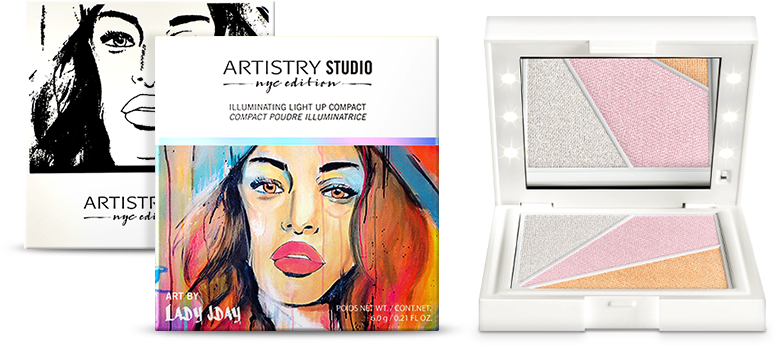 ARTISTRY
nyc edi
ARTISTRY STUDIO
nyc edition
ILLUMINATING LIGHT UP COMPACT
COMPACT POUDRE ILLUMINATRICE
ART BY
LADY JDAY
POIDS NET WT. / CONT.NET.
6.0 g / 0.21 FL. OZ.